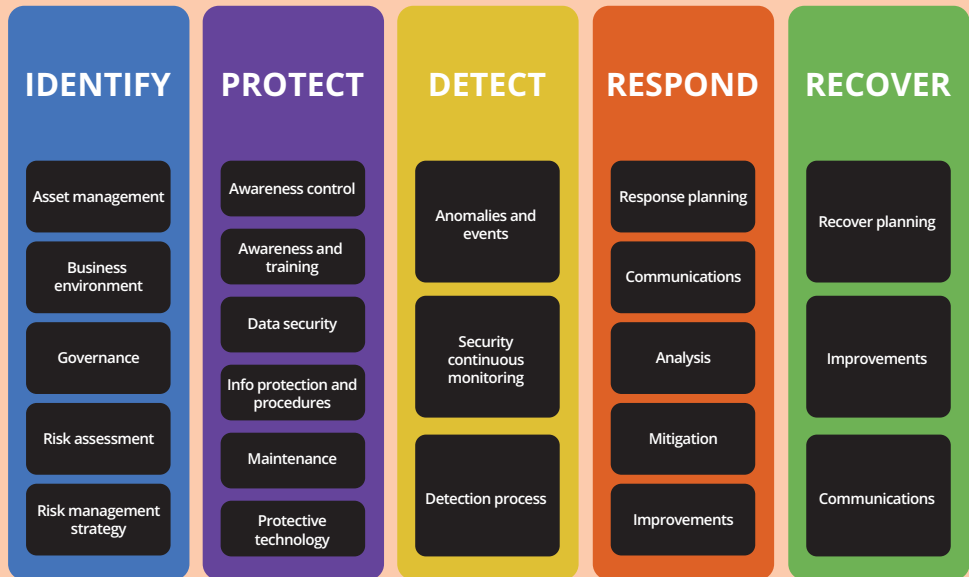 IDENTIFY
Asset management
Business
environment
Governance
Risk assessment
Risk management
strategy
PROTECT
Awareness control
Awareness and
training
Data security
Info protection and
procedures
Maintenance
Protective
technology
DETECT
Anomalies and
events
Security
continuous
monitoring
Detection process
RESPOND
Response planning
Communications
Analysis
Mitigation
Improvements
RECOVER
Recover planning
Improvements
Communications